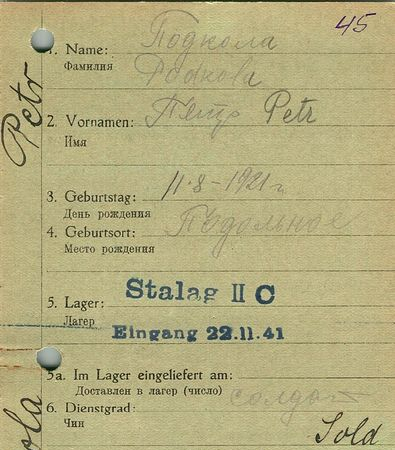 45
1. Name: Подкола
Фамилия
Podkola
2. Vornamen: Петр Petr
Имя
3. Geburtstag: 11·8-1921 г
День рождения
4. Geburtsort: Подольное
Место рождения
5. Lager: Stalag II C
Лагер
Eingang 22.11.41
5a. Im Lager eingeliefert am:
Доставлен в лагер (число)
6. Dienstgrad: солдат
Чин
Sold
Petr
ola